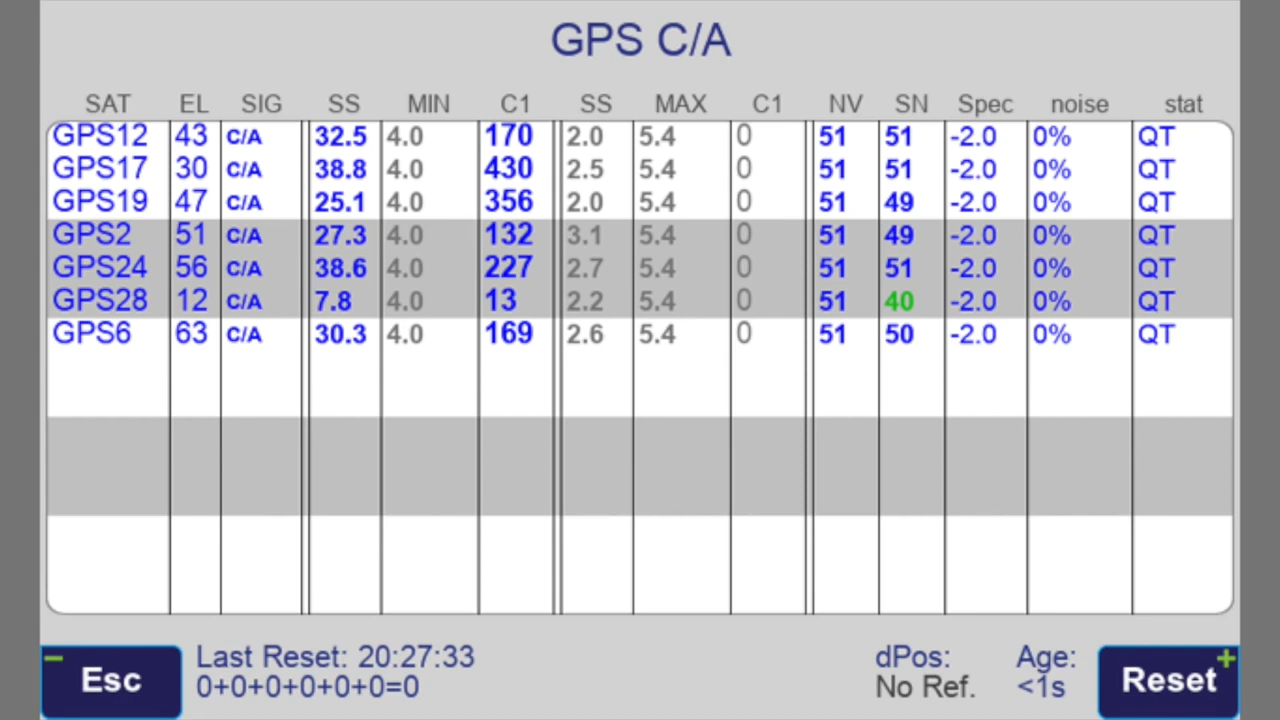 GPS C/A
SAT EL SIG SS MIN C1 SS MAX C1 NV SN Spec noise stat
GPS12 43 C/A 32.5 4.0 170 2.0 5.4 0 51 51 -2.0 0% QT
GPS17 30 C/A 38.8 4.0 430 2.5 5.4 0 51 51 -2.0 0% QT
GPS19 47 C/A 25.1 4.0 356 2.0 5.4 0 51 49 -2.0 0% QT
GPS2 51 C/A 27.3 4.0 132 3.1 5.4 0 51 49 -2.0 0% QT
GPS24 56 C/A 38.6 4.0 227 2.7 5.4 0 51 51 -2.0 0% QT
GPS28 12 C/A 7.8 4.0 13 2.2 5.4 0 51 40 -2.0 0% QT
GPS6 63 C/A 30.3 4.0 169 2.6 5.4 0 51 50 -2.0 0% QT
− Esc
Last Reset: 20:27:33
0+0+0+0+0+0=0
dPos:
No Ref.
Age:
<1s
Reset +